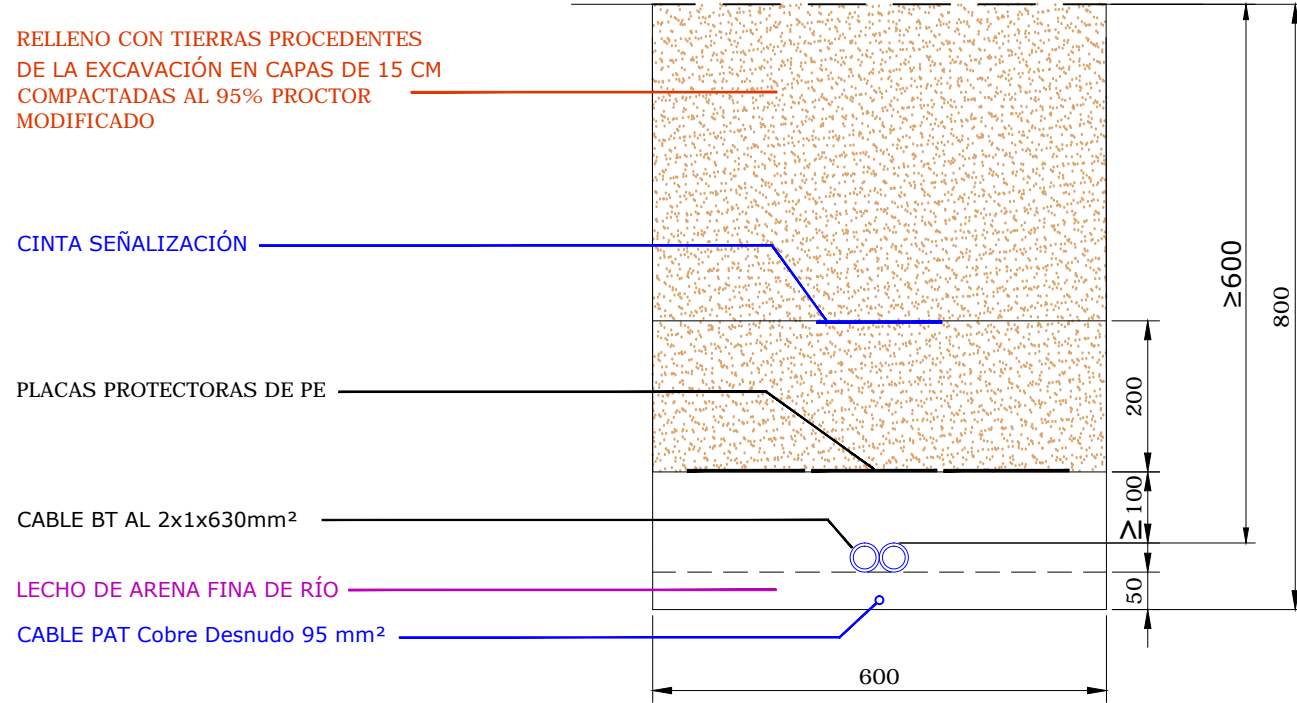 RELLENO CON TIERRAS PROCEDENTES
DE LA EXCAVACIÓN EN CAPAS DE 15 CM
COMPACTADAS AL 95% PROCTOR
MODIFICADO
CINTA SEÑALIZACIÓN
PLACAS PROTECTORAS DE PE
CABLE BT AL 2x1x630mm²
LECHO DE ARENA FINA DE RÍO
CABLE PAT Cobre Desnudo 95 mm²
≥600
800
200
≥100
50
600